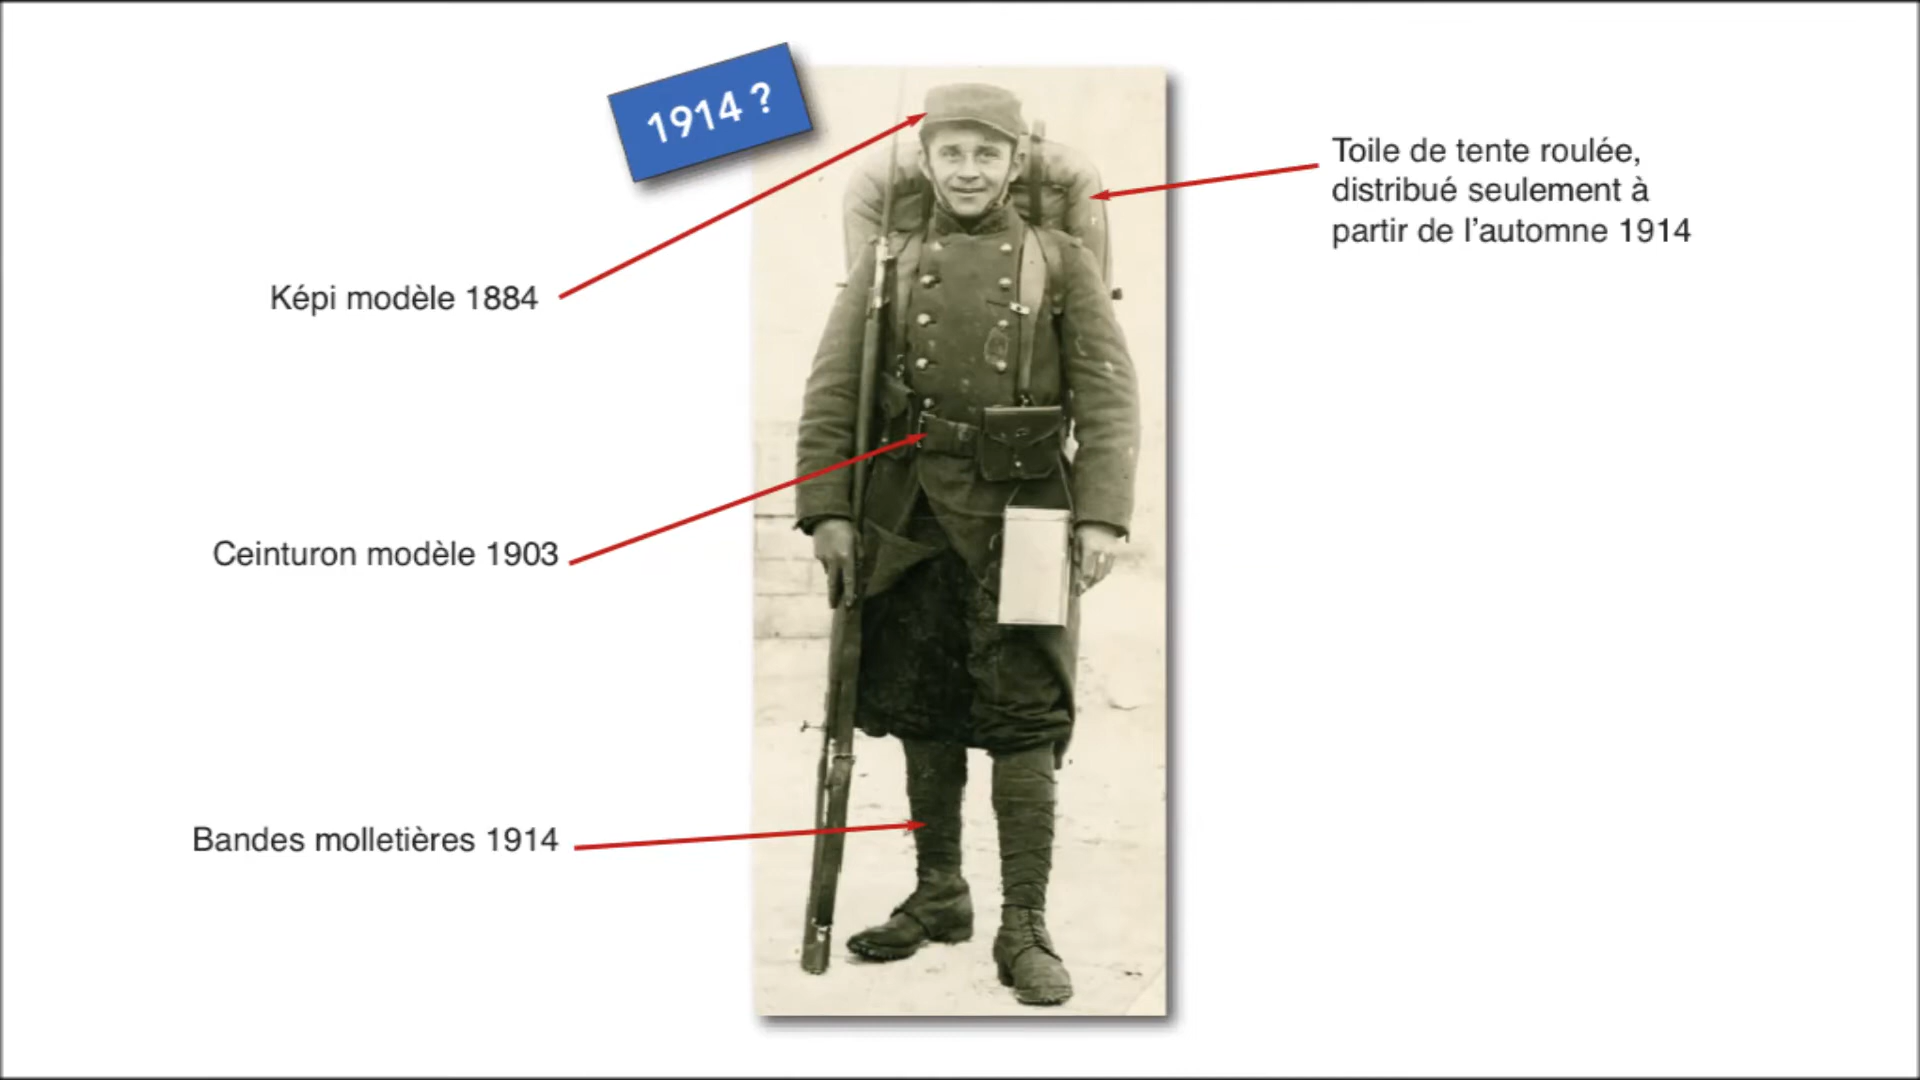 1914 ?
Toile de tente roulée,
distribué seulement à
partir de l'automne 1914
Képi modèle 1884
Ceinturon modèle 1903
Bandes molletières 1914